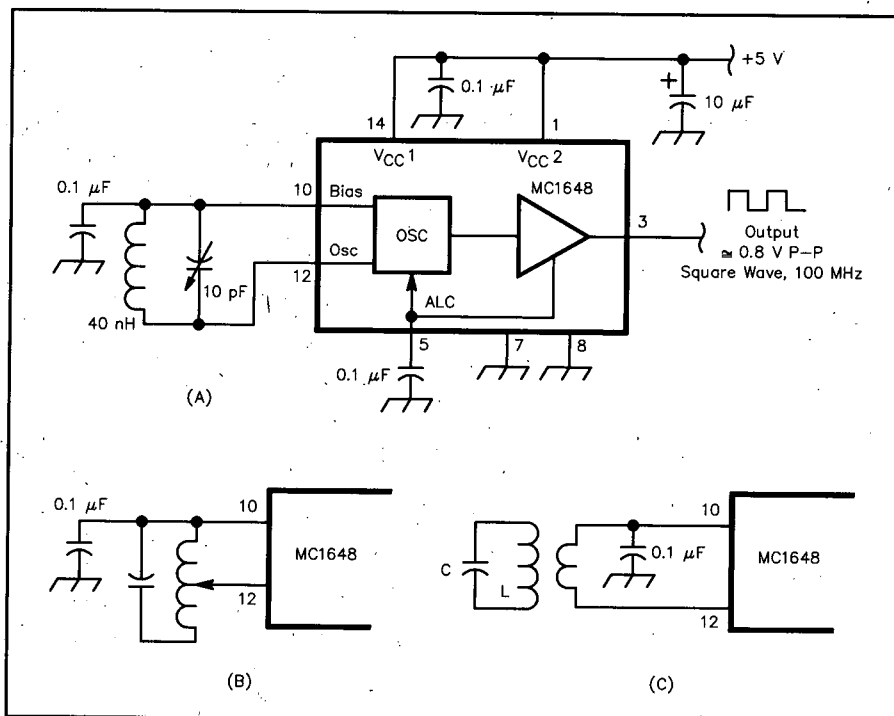 +5 V
0.1 µF
+
10 µF
14
1
VCC1
VCC2
MC1648
0.1 µF
10
Bias
OSC
3
Output
≅ 0.8 V P-P
Square Wave, 100 MHz
Osc
12
10 pF
ALC
40 nH
5
7
8
0.1 µF
(A)
0.1 µF
10
MC1648
12
(B)
10
C
L
0.1 µF
MC1648
12
(C)